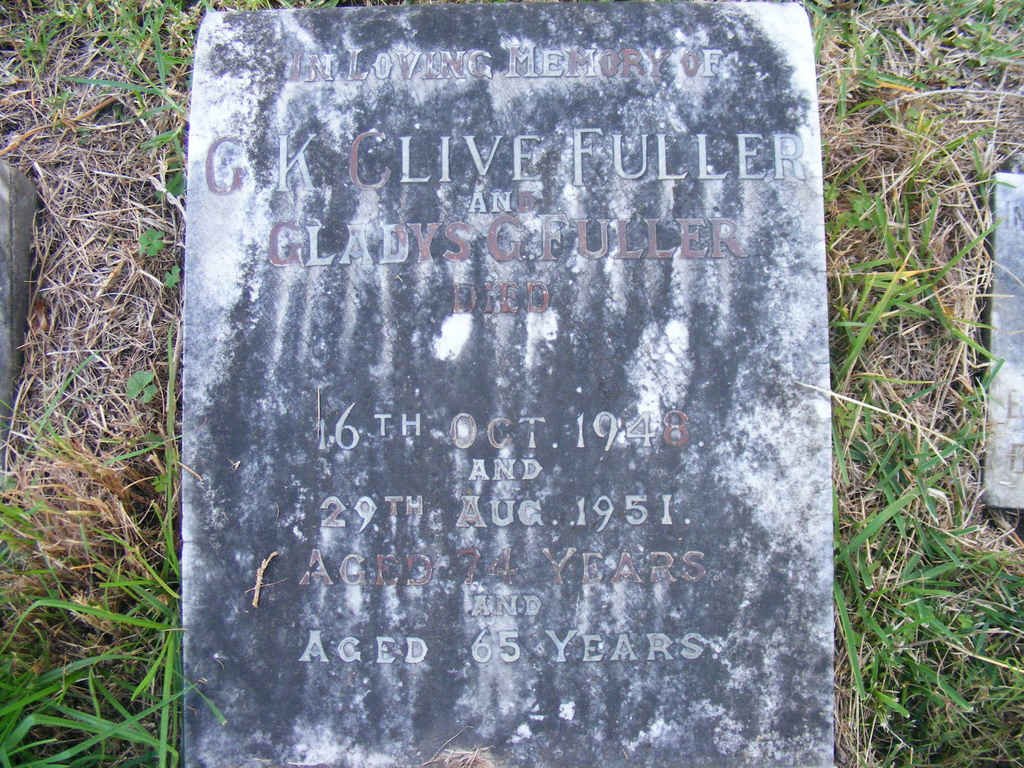 In Loving Memory of
G K Clive Fuller
and
Gladys G. Fuller
Died
16th Oct. 1948.
and
29th Aug. 1951.
Aged 74 Years
and
Aged 65 Years